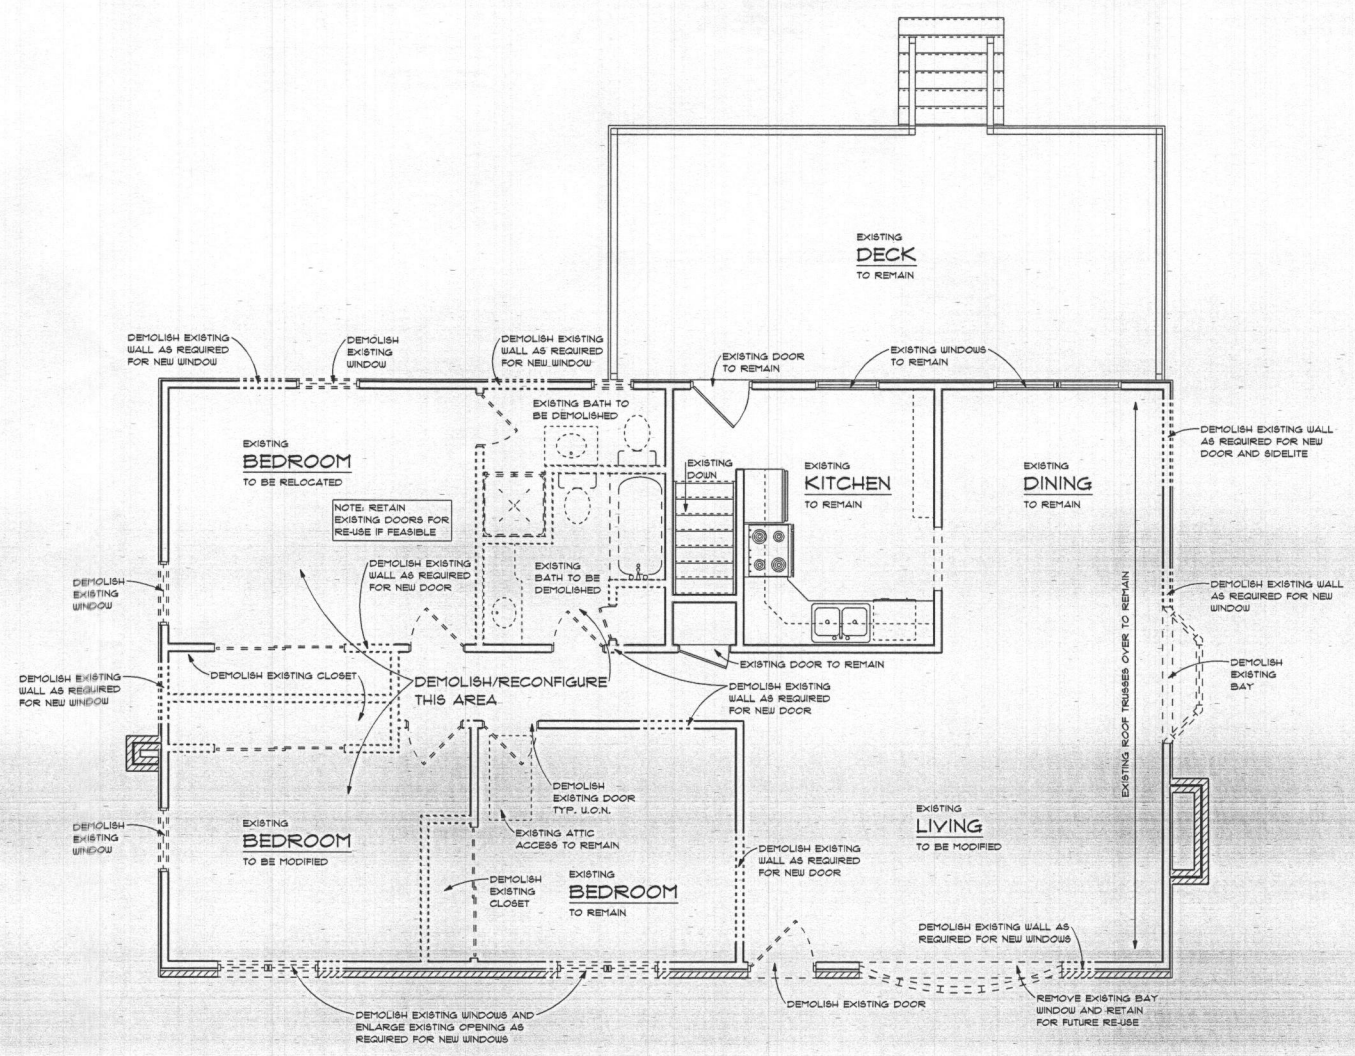 EXISTING
DECK
TO REMAIN
DEMOLISH EXISTING
WALL AS REQUIRED
FOR NEW WINDOW
DEMOLISH
EXISTING
WINDOW
DEMOLISH EXISTING
WALL AS REQUIRED
FOR NEW WINDOW
EXISTING DOOR
TO REMAIN
EXISTING WINDOWS
TO REMAIN
EXISTING BATH TO
BE DEMOLISHED
EXISTING
BEDROOM
TO BE RELOCATED
NOTE: RETAIN
EXISTING DOORS FOR
RE-USE IF FEASIBLE
EXISTING
DOWN
EXISTING
KITCHEN
TO REMAIN
EXISTING
DINING
TO REMAIN
DEMOLISH EXISTING WALL
AS REQUIRED FOR NEW
DOOR AND SIDELITE
DEMOLISH
EXISTING
WINDOW
DEMOLISH EXISTING
WALL AS REQUIRED
FOR NEW DOOR
EXISTING
BATH TO BE
DEMOLISHED
EXISTING ROOF TRUSSES OVER TO REMAIN
DEMOLISH EXISTING WALL
AS REQUIRED FOR NEW
WINDOW
DEMOLISH EXISTING
WALL AS REQUIRED
FOR NEW WINDOW
DEMOLISH EXISTING CLOSET
DEMOLISH/RECONFIGURE
THIS AREA
EXISTING DOOR TO REMAIN
DEMOLISH EXISTING
WALL AS REQUIRED
FOR NEW DOOR
DEMOLISH
EXISTING
BAY
DEMOLISH
EXISTING DOOR
TYP. U.O.N.
EXISTING ATTIC
ACCESS TO REMAIN
DEMOLISH
EXISTING
WINDOW
EXISTING
BEDROOM
TO BE MODIFIED
DEMOLISH
EXISTING
CLOSET
EXISTING
BEDROOM
TO REMAIN
DEMOLISH EXISTING
WALL AS REQUIRED
FOR NEW DOOR
EXISTING
LIVING
TO BE MODIFIED
DEMOLISH EXISTING WALL AS
REQUIRED FOR NEW WINDOWS
DEMOLISH EXISTING WINDOWS AND
ENLARGE EXISTING OPENING AS
REQUIRED FOR NEW WINDOWS
DEMOLISH EXISTING DOOR
REMOVE EXISTING BAY
WINDOW AND RETAIN
FOR FUTURE RE-USE